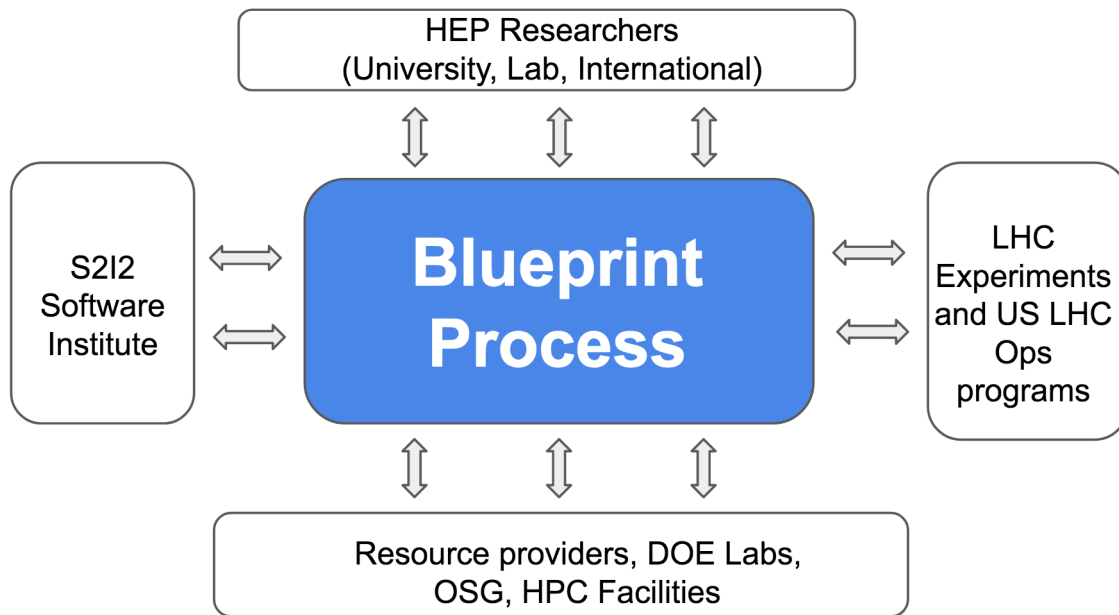 HEP Researchers
(University, Lab, International)
S2I2
Software
Institute
Blueprint
Process
LHC
Experiments
and US LHC
Ops
programs
Resource providers, DOE Labs,
OSG, HPC Facilities